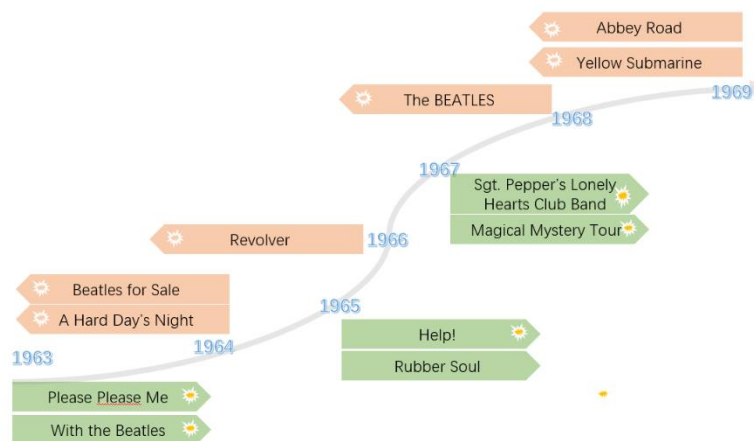 Abbey Road
Yellow Submarine
1969
The BEATLES
1968
1967
Sgt. Pepper's Lonely
Hearts Club Band
Magical Mystery Tour
Revolver
1966
Beatles for Sale
A Hard Day's Night
1965
Help!
Rubber Soul
1964
1963
Please Please Me
With the Beatles